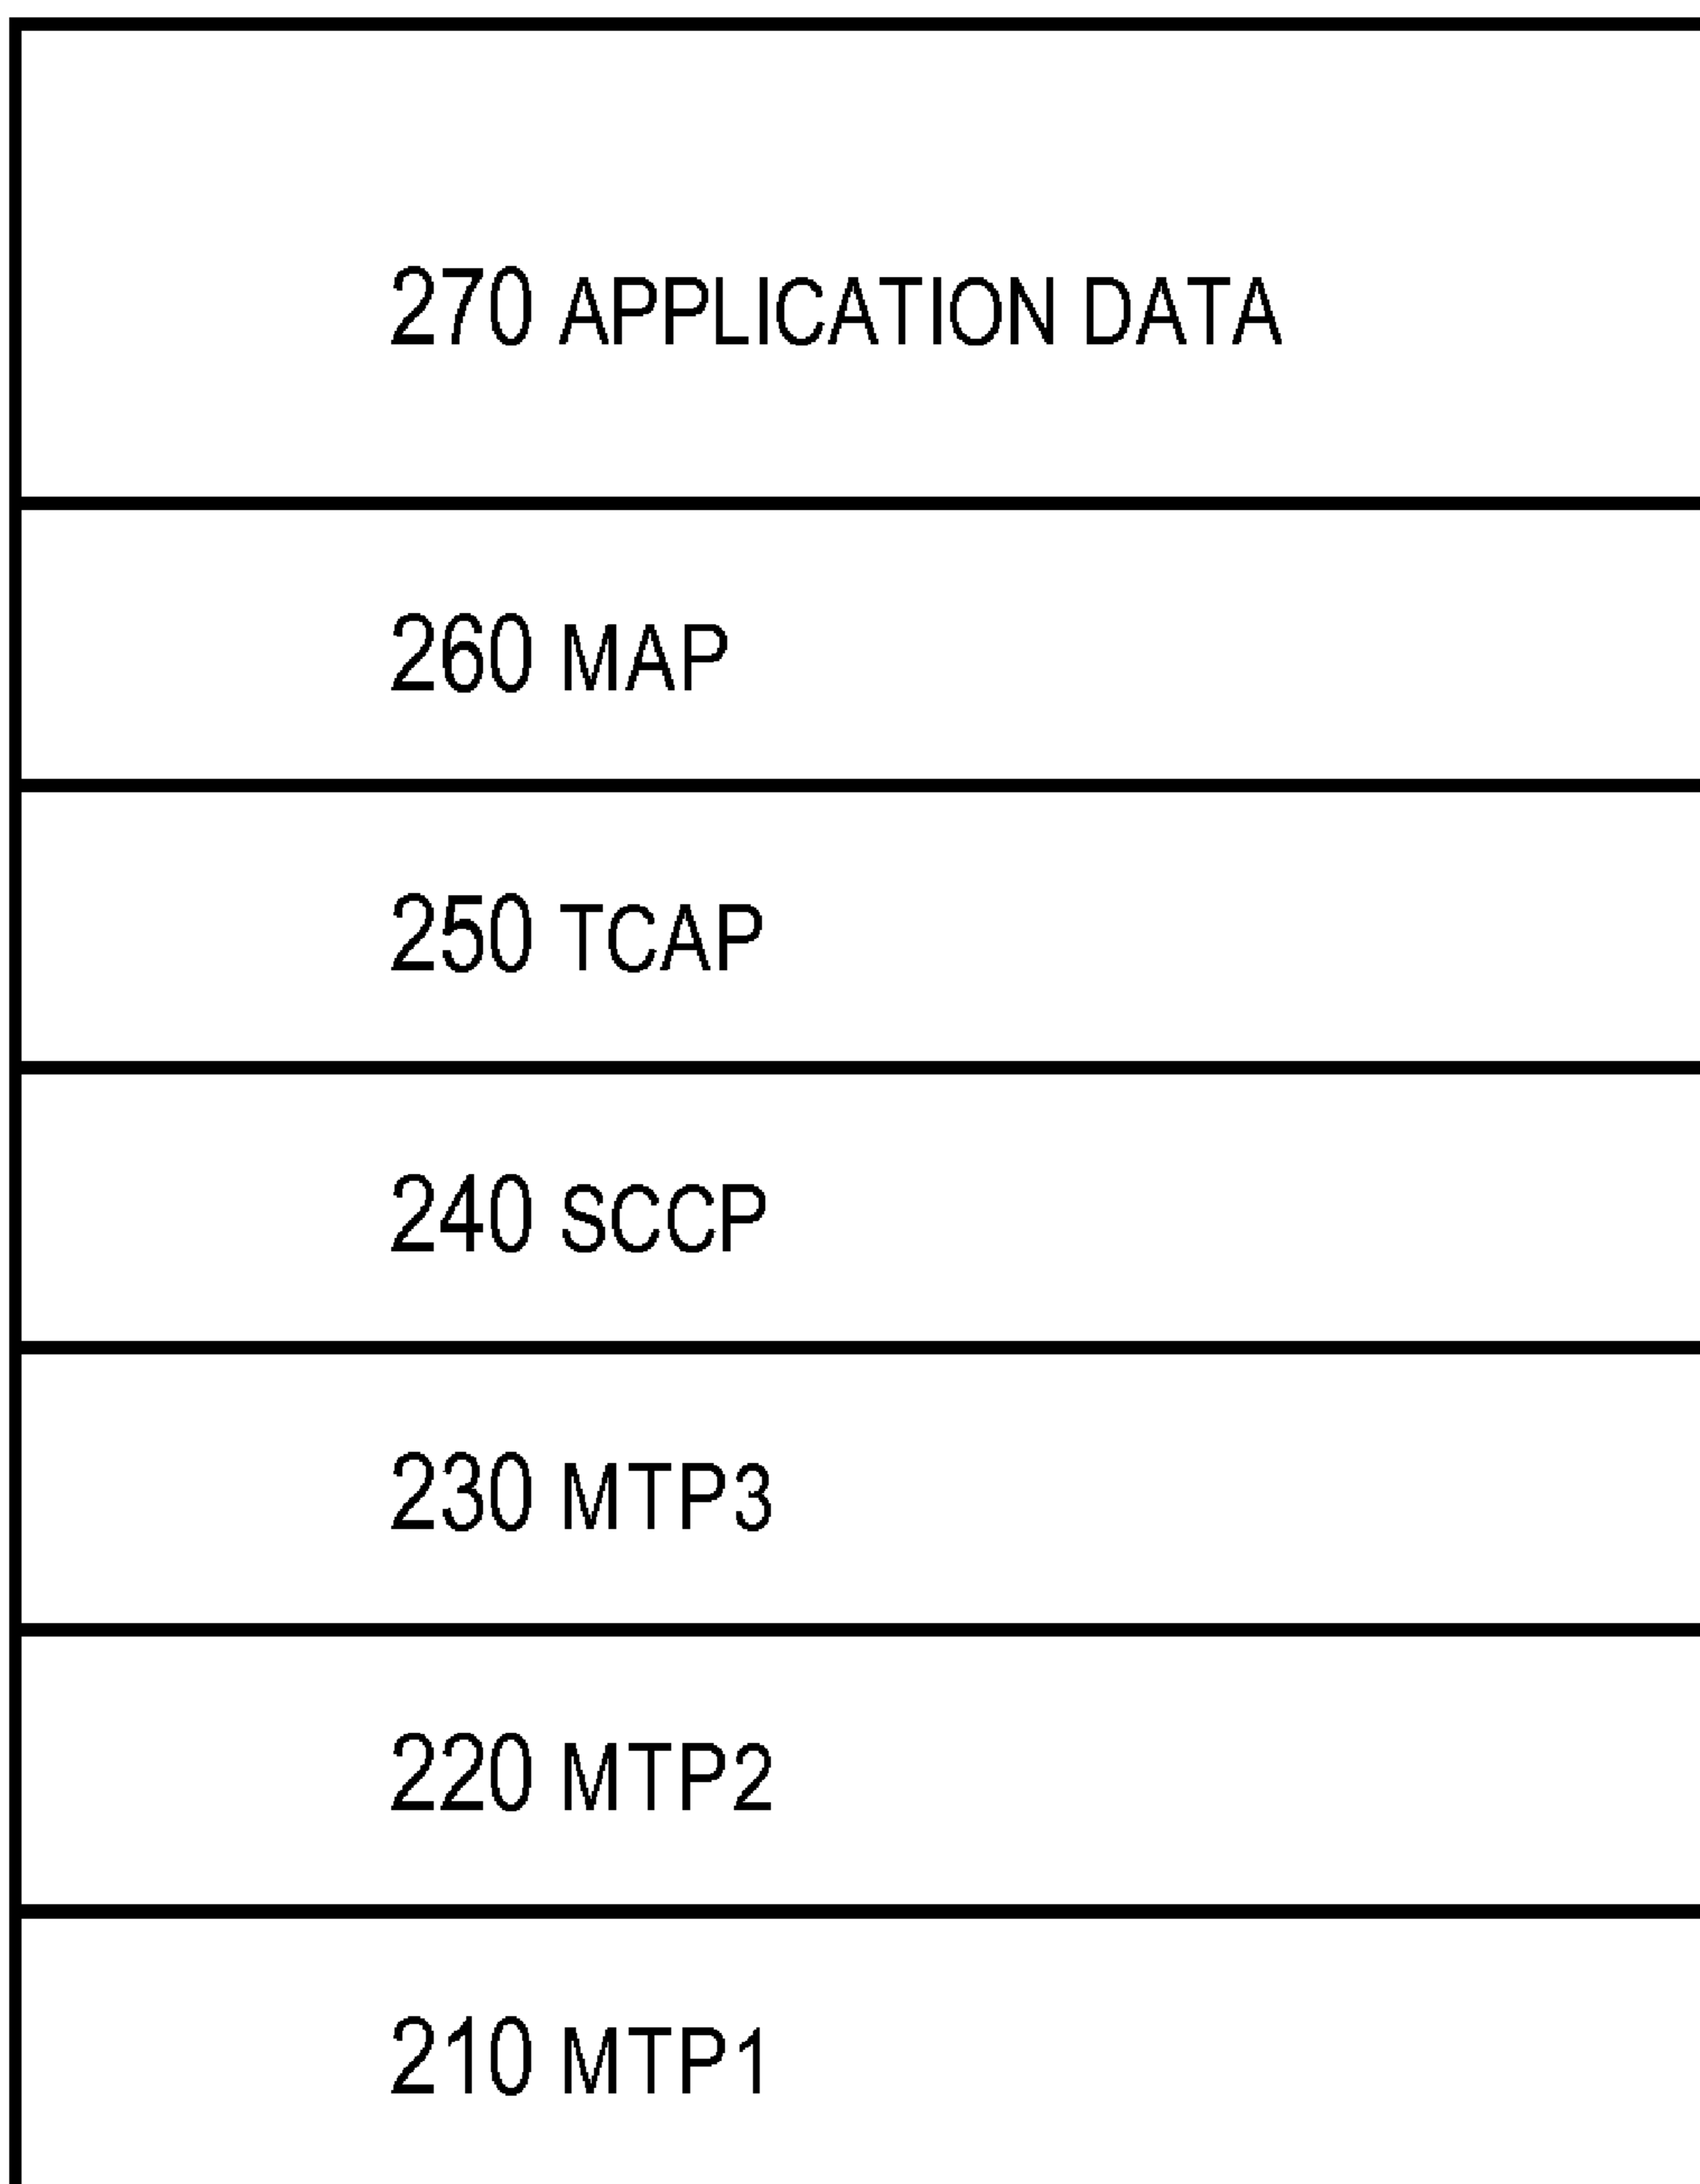 270 APPLICATION DATA
260 MAP
250 TCAP
240 SCCP
230 MTP3
220 MTP2
210 MTP1